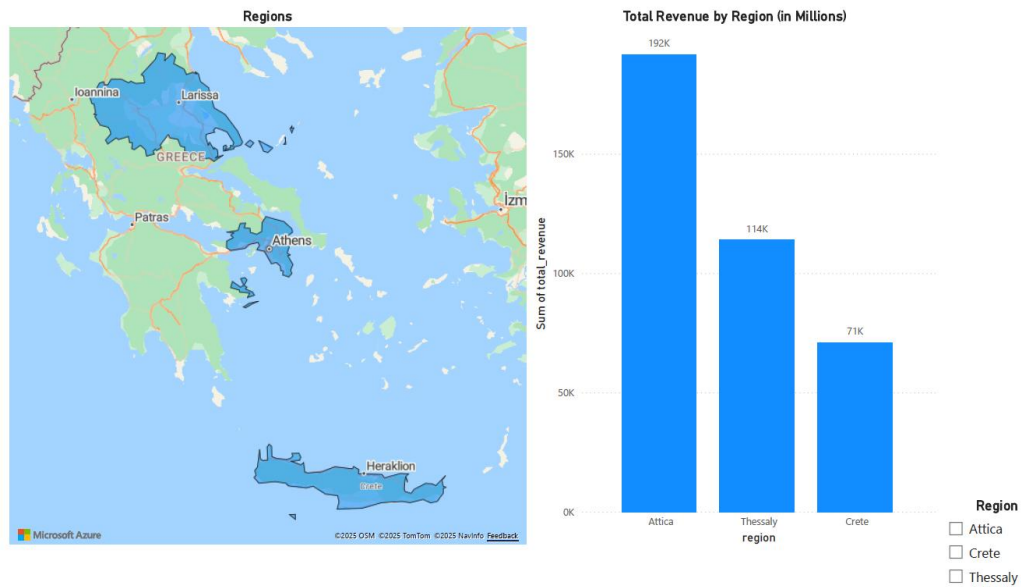 Regions
Ioannina
Larissa
GREECE
Patras
Athens
İzm
Heraklion
Crete
Microsoft Azure
©2025 OSM ©2025 TomTom ©2025 NavInfo Feedback
Total Revenue by Region (in Millions)
Sum of total_revenue
192K
150K
114K
100K
71K
50K
0K
Attica
Thessaly
Crete
region
Region
Attica
Crete
Thessaly